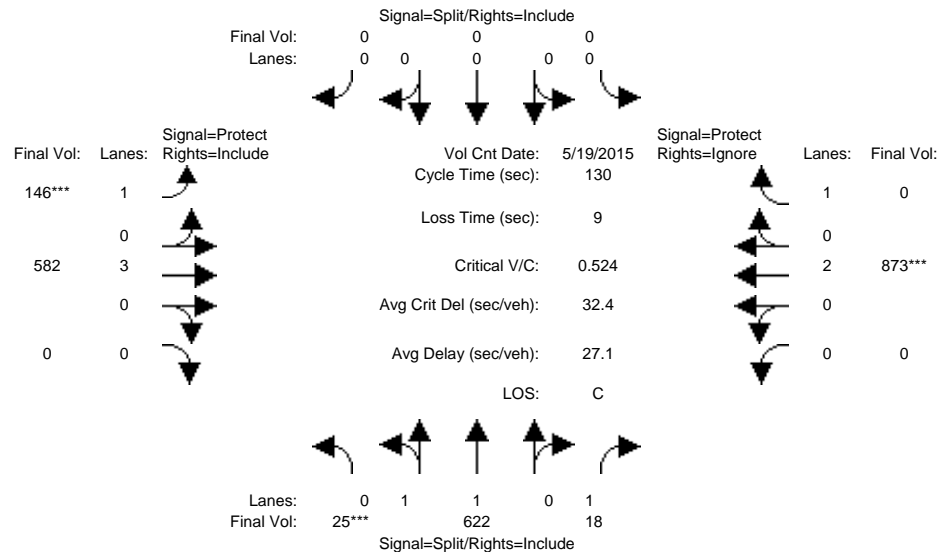 Signal=Split/Rights=Include
Final Vol: 0 0 0
Lanes: 0 0 0 0 0
Signal=Protect Signal=Protect
Final Vol: Lanes: Rights=Include Vol Cnt Date: 5/19/2015 Rights=Ignore Lanes: Final Vol:
Cycle Time (sec): 130
146*** 1 1 0
Loss Time (sec): 9
0 0
582 3 Critical V/C: 0.524 2 873***
0 Avg Crit Del (sec/veh): 32.4 0
0 0 Avg Delay (sec/veh): 27.1 0 0
LOS: C
Lanes: 0 1 1 0 1
Final Vol: 25*** 622 18
Signal=Split/Rights=Include